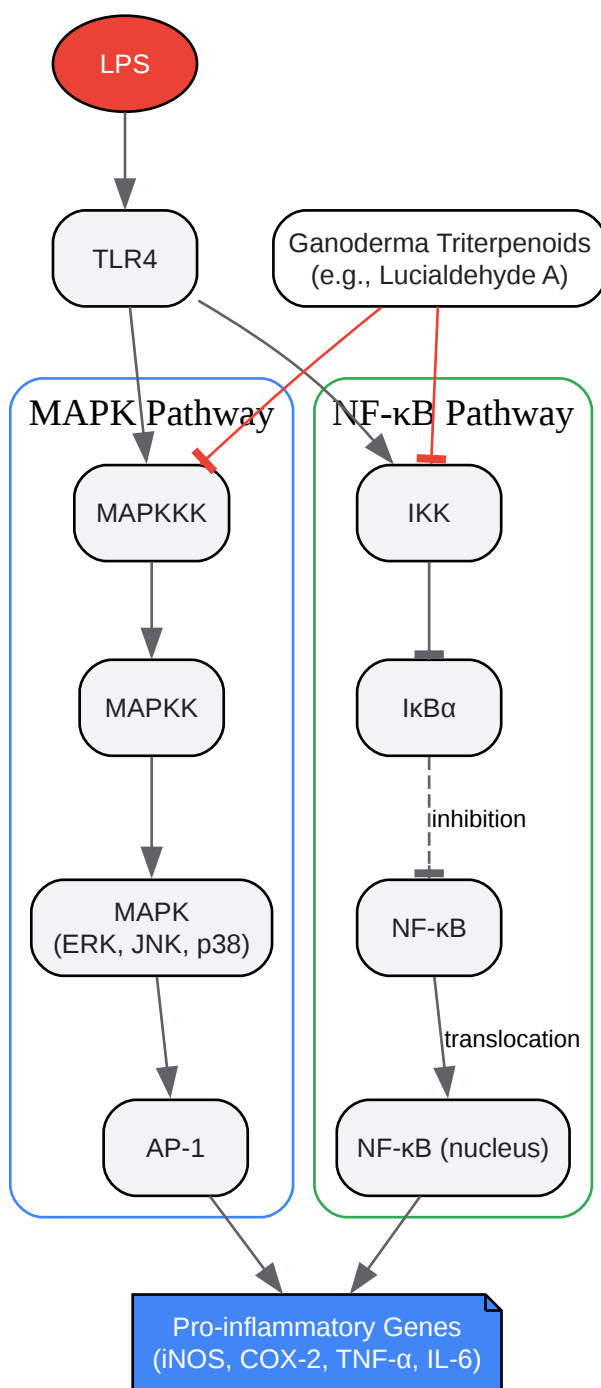 LPS
TLR4
Ganoderma Triterpenoids
(e.g., Lucialdehyde A)
MAPK Pathway
NF-κB Pathway
MAPKKK
IKK
MAPKK
IκBα
inhibition
MAPK
(ERK, JNK, p38)
NF-κB
translocation
AP-1
NF-κB (nucleus)
Pro-inflammatory Genes
(iNOS, COX-2, TNF-α, IL-6)